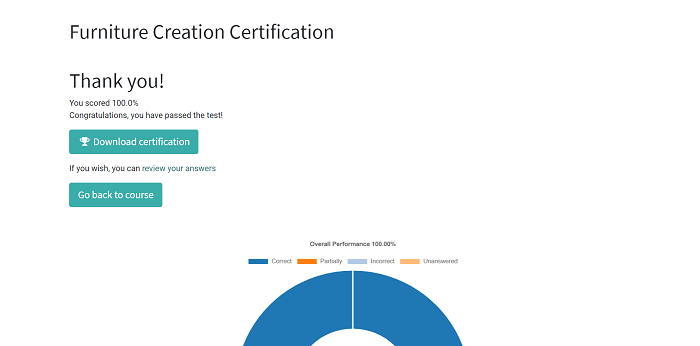 Furniture Creation Certification
Thank you!
You scored 100.0%
Congratulations, you have passed the test!
Download certification
If you wish, you can review your answers
Go back to course
Overall Performance 100.00%
Correct Partially Incorrect Unanswered